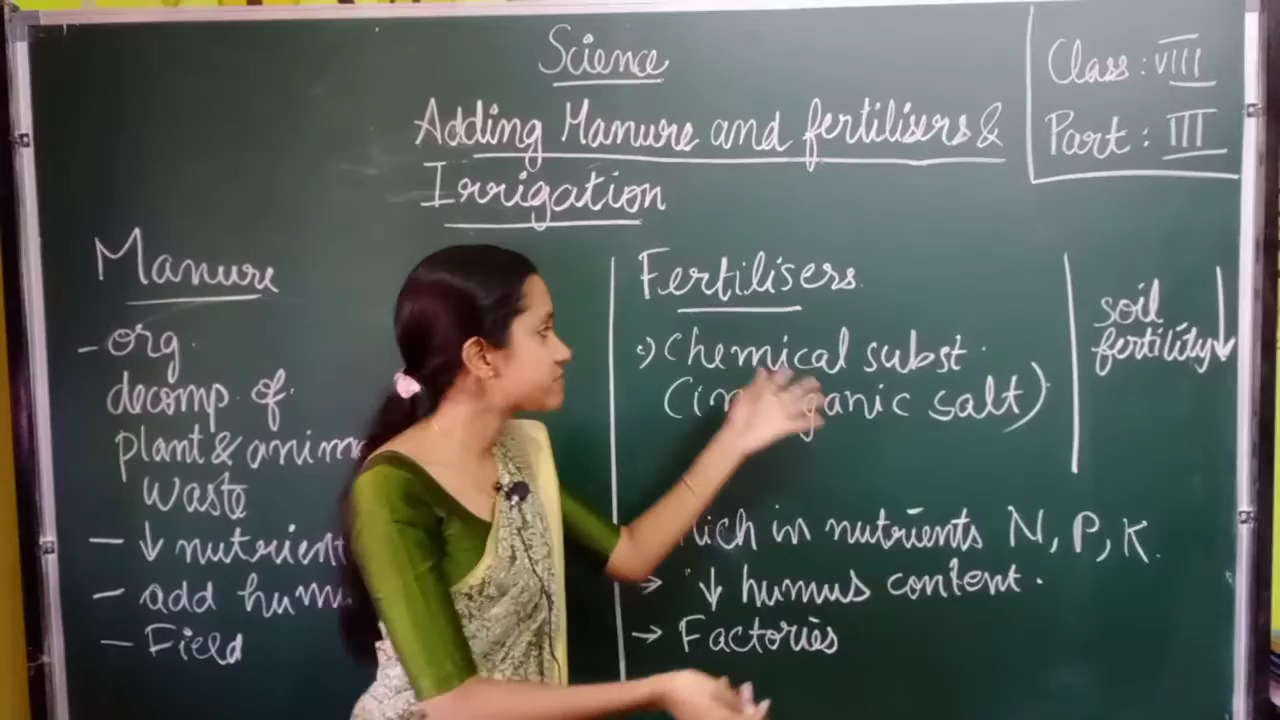 Science
Class: VIII
Part: III
Adding Manure and fertilisers &
Irrigation
Manure
- org.
decomp. of
plant & anim
waste
- ↓ nutrient
- add hum
- Field
Fertilisers
Chemical subst.
(in ganic salt)
rich in nutrients N, P, K.
→ ↓ humus content.
→ Factories
soil
fertility ↓